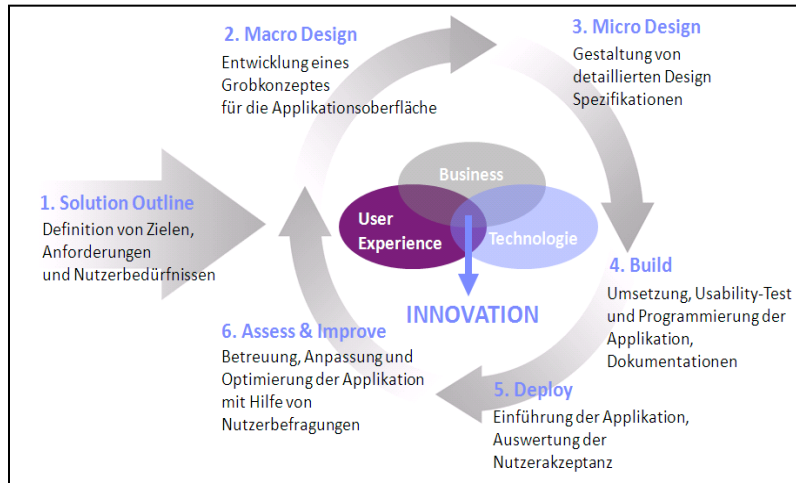 1. Solution Outline
Definition von Zielen,
Anforderungen
und Nutzerbedürfnissen
2. Macro Design
Entwicklung eines
Grobkonzeptes
für die Applikationsoberfläche
3. Micro Design
Gestaltung von
detaillierten Design
Spezifikationen
Business
User
Experience
Technologie
INNOVATION
4. Build
Umsetzung, Usability-Test
und Programmierung der
Applikation,
Dokumentationen
5. Deploy
Einführung der Applikation,
Auswertung der
Nutzerakzeptanz
6. Assess & Improve
Betreuung, Anpassung und
Optimierung der Applikation
mit Hilfe von
Nutzerbefragungen